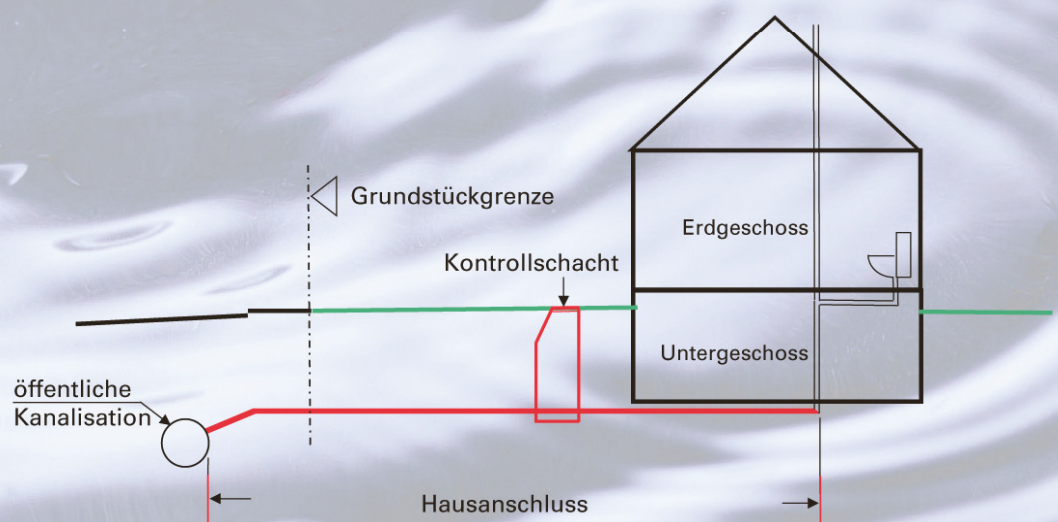 Grundstückgrenze
Erdgeschoss
Kontrollschacht
Untergeschoss
öffentliche
Kanalisation
Hausanschluss